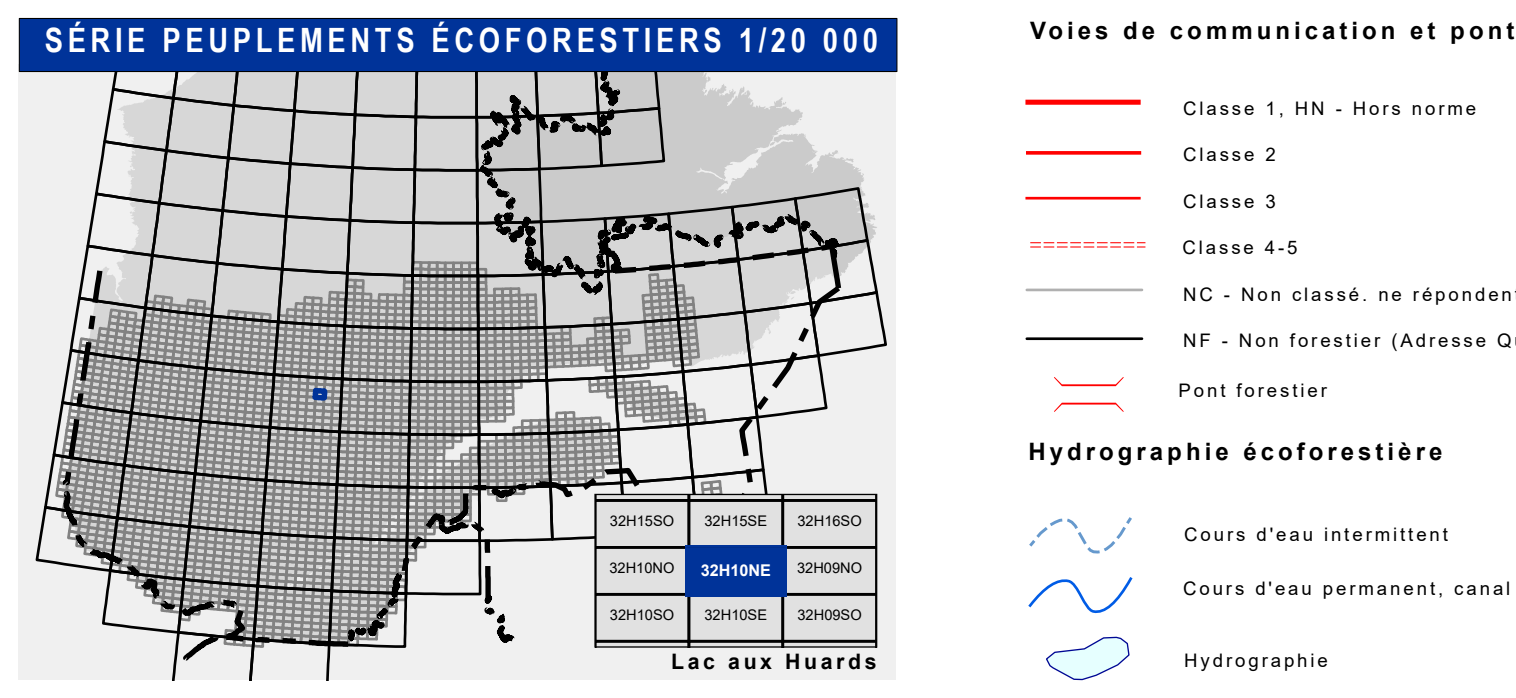 SÉRIE PEUPLEMENTS ÉCOFORESTIERS 1/20 000
32H15SO 32H15SE 32H16SO
32H10NO 32H10NE 32H09NO
32H10SO 32H10SE 32H09SO
Lac aux Huards
Voies de communication et pont
Classe 1, HN - Hors norme
Classe 2
Classe 3
Classe 4-5
NC - Non classé. ne réponden
NF - Non forestier (Adresse Q
Pont forestier
Hydrographie écoforestière
Cours d'eau intermittent
Cours d'eau permanent, canal
Hydrographie